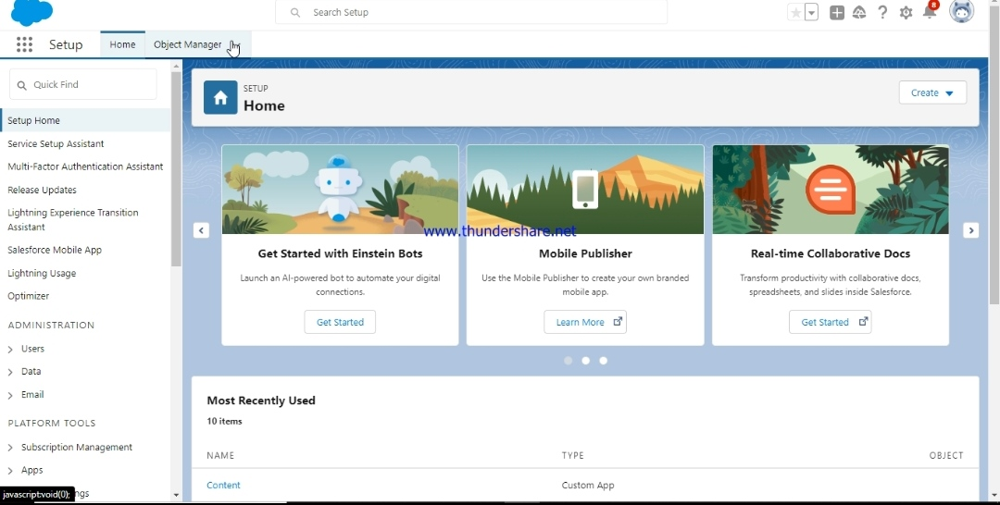 Search Setup
8
Setup
Home
Object Manager
Quick Find
Setup Home
Service Setup Assistant
Multi-Factor Authentication Assistant
Release Updates
Lightning Experience Transition
Assistant
Salesforce Mobile App
Lightning Usage
Optimizer
ADMINISTRATION
Users
Data
Email
PLATFORM TOOLS
Subscription Management
Apps
ngs
javascript:void(0);
SETUP
Home
Create
www.thundershare.net
Get Started with Einstein Bots
Launch an AI-powered bot to automate your digital
connections.
Get Started
Mobile Publisher
Use the Mobile Publisher to create your own branded
mobile app.
Learn More
Real-time Collaborative Docs
Transform productivity with collaborative docs,
spreadsheets, and slides inside Salesforce.
Get Started
Most Recently Used
10 items
NAME TYPE OBJECT
Content Custom App